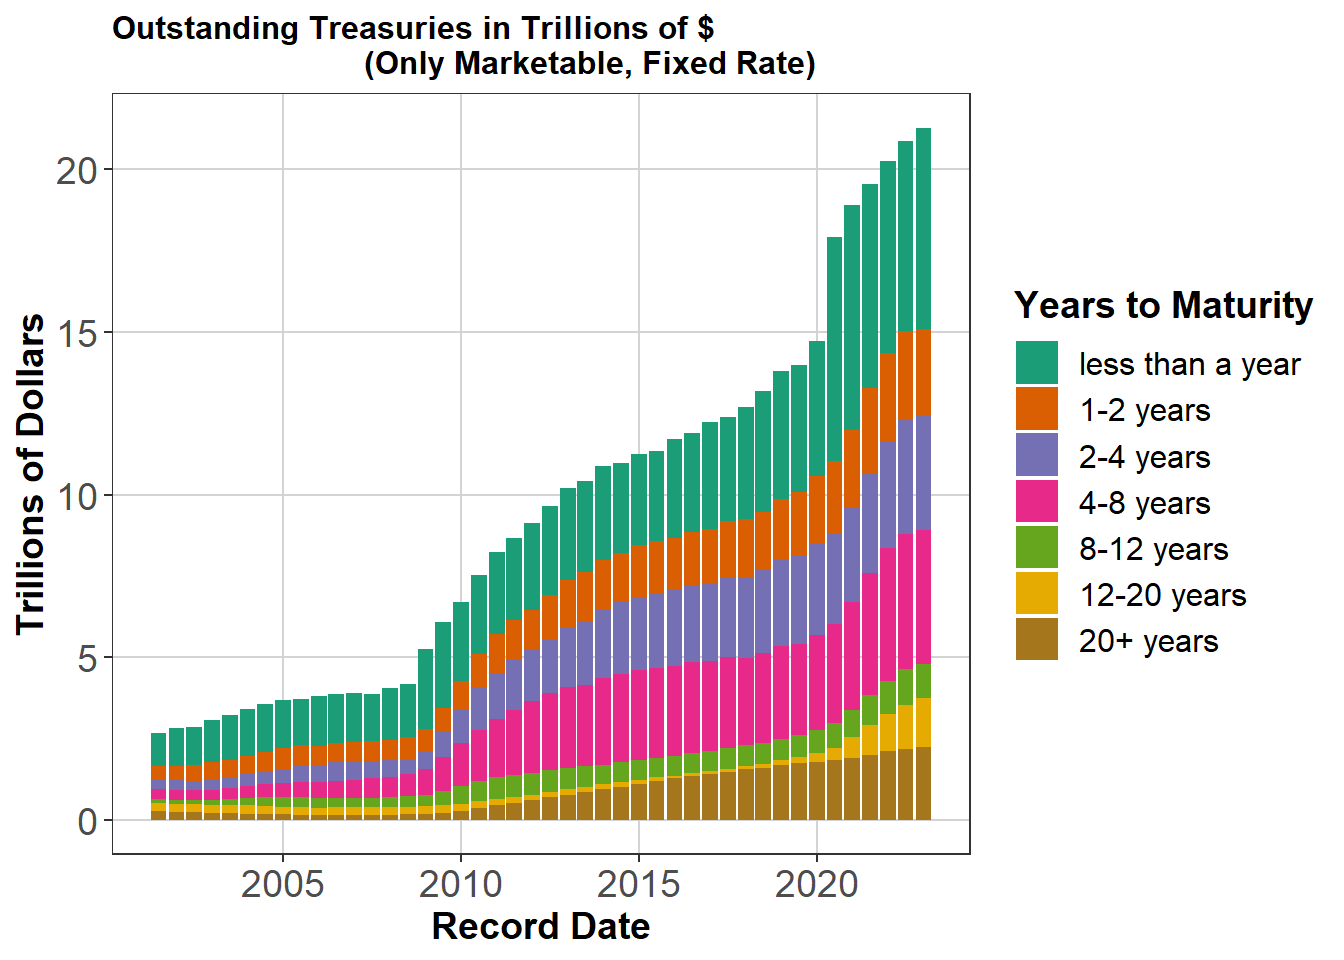 Outstanding Treasuries in Trillions of $
(Only Marketable, Fixed Rate)
Trillions of Dollars
20
15
10
5
0
2005 2010 2015 2020
Record Date
Years to Maturity
less than a year
1-2 years
2-4 years
4-8 years
8-12 years
12-20 years
20+ years